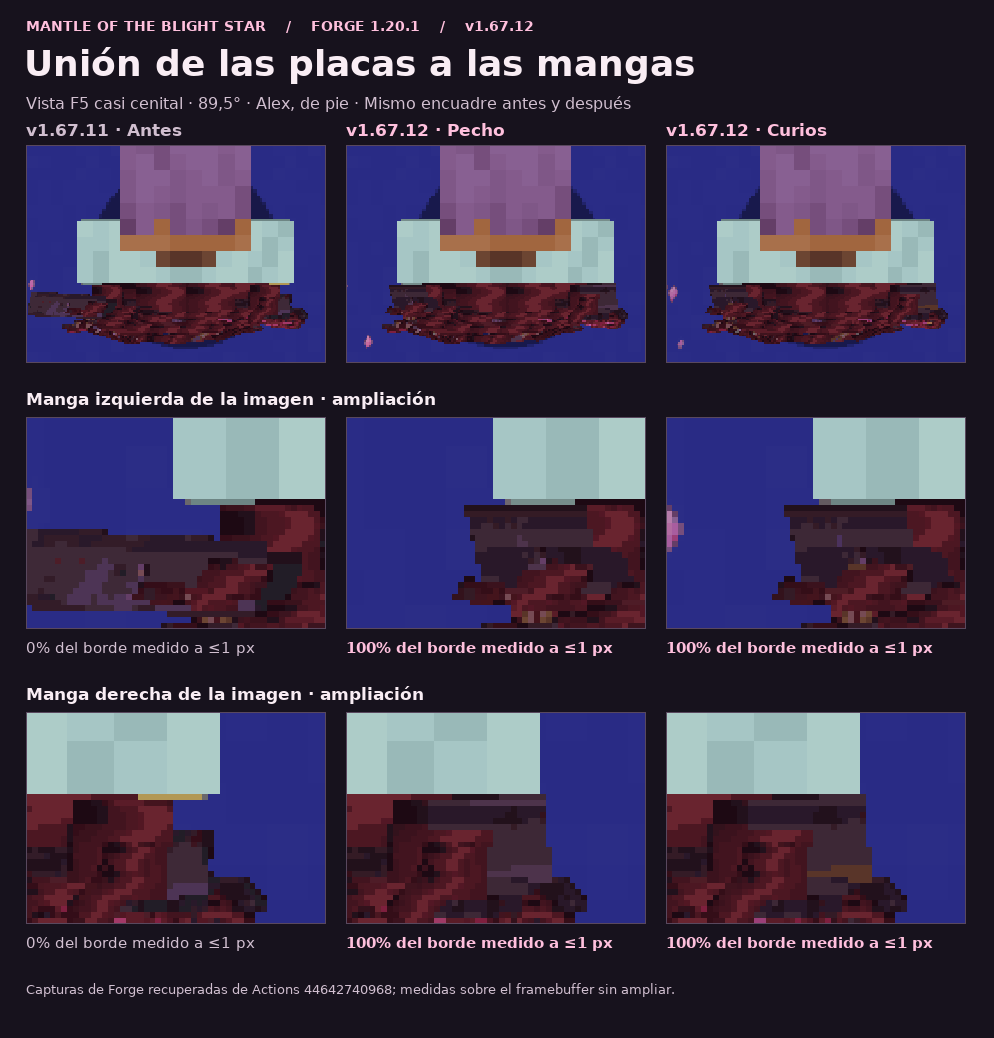 MANTLE OF THE BLIGHT STAR / FORGE 1.20.1 / v1.67.12
Unión de las placas a las mangas
Vista F5 casi cenital · 89,5° · Alex, de pie · Mismo encuadre antes y después
v1.67.11 · Antes
v1.67.12 · Pecho
v1.67.12 · Curios
Manga izquierda de la imagen · ampliación
0% del borde medido a ≤1 px
100% del borde medido a ≤1 px
100% del borde medido a ≤1 px
Manga derecha de la imagen · ampliación
0% del borde medido a ≤1 px
100% del borde medido a ≤1 px
100% del borde medido a ≤1 px
Capturas de Forge recuperadas de Actions 44642740968; medidas sobre el framebuffer sin ampliar.